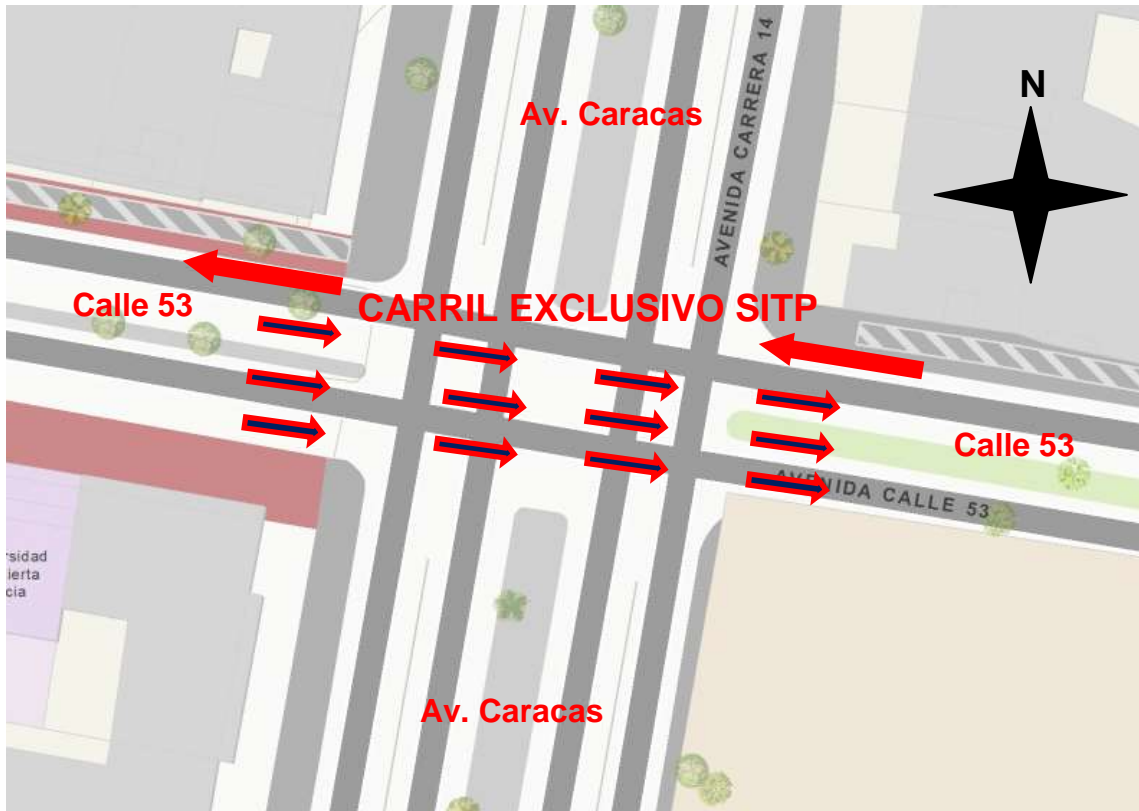 N
Av. Caracas
AVENIDA CARRERA 14
Calle 53
CARRIL EXCLUSIVO SITP
Calle 53
AVENIDA CALLE 53
rsidad
ierta
cia
Av. Caracas